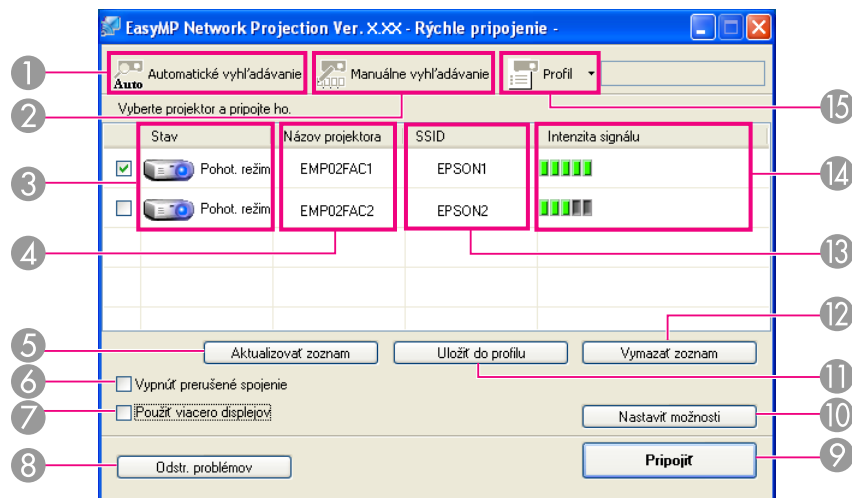 EasyMP Network Projection Ver. X.XX - Rýchle pripojenie -
1 Auto Automatické vyhľadávanie Manuálne vyhľadávanie Profil
2 Vyberte projektor a pripojte ho. 15
Stav Názov projektora SSID Intenzita signálu
3 Pohot. režim EMP02FAC1 EPSON1 14
Pohot. režim EMP02FAC2 EPSON2
4 13
12
5 Aktualizovať zoznam Uložiť do profilu Vymazať zoznam
6 Vypnúť prerušené spojenie 11
7 Použiť viacero displejov Nastaviť možnosti 10
8 Odstr. problémov Pripojiť 9